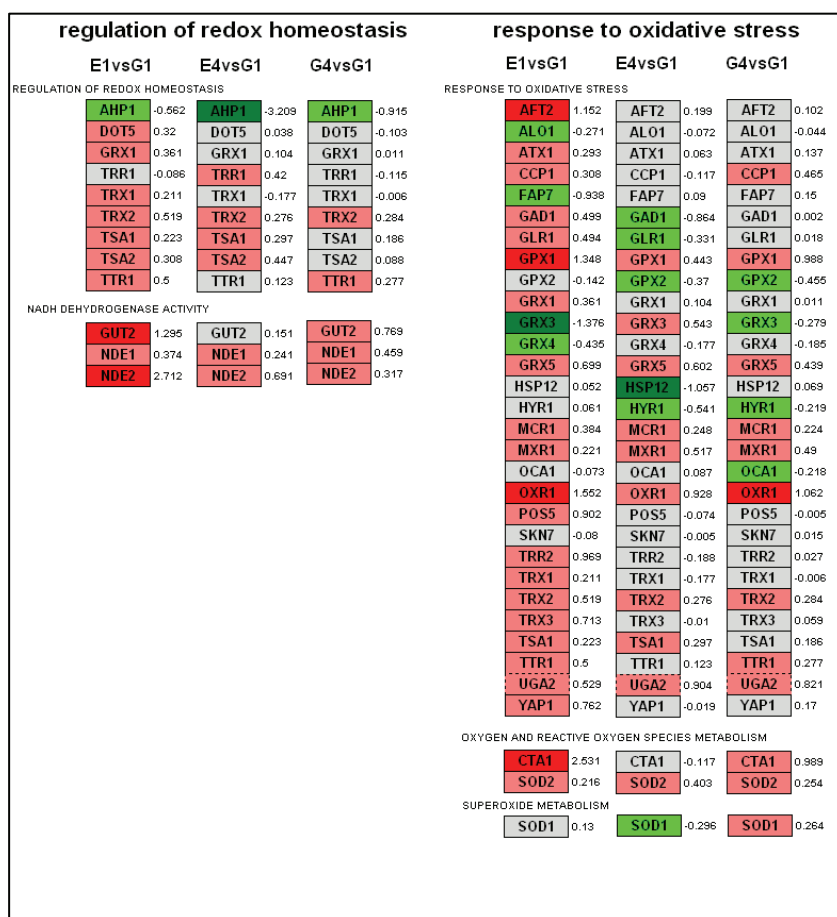 regulation of redox homeostasis
E1vsG1 E4vsG1 G4vsG1
REGULATION OF REDOX HOMEOSTASIS
AHP1 -0.562 AHP1 -3.209 AHP1 -0.915
DOT5 0.32 DOT5 0.038 DOT5 -0.103
GRX1 0.361 GRX1 0.104 GRX1 0.011
TRR1 -0.086 TRR1 0.42 TRR1 -0.115
TRX1 0.211 TRX1 -0.177 TRX1 -0.006
TRX2 0.519 TRX2 0.276 TRX2 0.284
TSA1 0.223 TSA1 0.297 TSA1 0.186
TSA2 0.308 TSA2 0.447 TSA2 0.088
TTR1 0.5 TTR1 0.123 TTR1 0.277
NADH DEHYDROGENASE ACTIVITY
GUT2 1.295 GUT2 0.151 GUT2 0.769
NDE1 0.374 NDE1 0.241 NDE1 0.459
NDE2 2.712 NDE2 0.691 NDE2 0.317
response to oxidative stress
E1vsG1 E4vsG1 G4vsG1
RESPONSE TO OXIDATIVE STRESS
AFT2 1.152 AFT2 0.199 AFT2 0.102
ALO1 -0.271 ALO1 -0.072 ALO1 -0.044
ATX1 0.293 ATX1 0.063 ATX1 0.137
CCP1 0.308 CCP1 -0.117 CCP1 0.465
FAP7 -0.938 FAP7 0.09 FAP7 0.15
GAD1 0.499 GAD1 -0.864 GAD1 0.002
GLR1 0.494 GLR1 -0.331 GLR1 0.018
GPX1 1.348 GPX1 0.443 GPX1 0.988
GPX2 -0.142 GPX2 -0.37 GPX2 -0.455
GRX1 0.361 GRX1 0.104 GRX1 0.011
GRX3 -1.376 GRX3 0.543 GRX3 -0.279
GRX4 -0.435 GRX4 -0.177 GRX4 -0.185
GRX5 0.699 GRX5 0.602 GRX5 0.439
HSP12 0.052 HSP12 -1.057 HSP12 0.069
HYR1 0.061 HYR1 -0.541 HYR1 -0.219
MCR1 0.384 MCR1 0.248 MCR1 0.224
MXR1 0.221 MXR1 0.517 MXR1 0.49
OCA1 -0.073 OCA1 0.087 OCA1 -0.218
OXR1 1.552 OXR1 0.928 OXR1 1.062
POS5 0.902 POS5 -0.074 POS5 -0.005
SKN7 -0.08 SKN7 -0.005 SKN7 0.015
TRR2 0.969 TRR2 -0.188 TRR2 0.027
TRX1 0.211 TRX1 -0.177 TRX1 -0.006
TRX2 0.519 TRX2 0.276 TRX2 0.284
TRX3 0.713 TRX3 -0.01 TRX3 0.059
TSA1 0.223 TSA1 0.297 TSA1 0.186
TTR1 0.5 TTR1 0.123 TTR1 0.277
UGA2 0.529 UGA2 0.904 UGA2 0.821
YAP1 0.762 YAP1 -0.019 YAP1 0.17
OXYGEN AND REACTIVE OXYGEN SPECIES METABOLISM
CTA1 2.531 CTA1 -0.117 CTA1 0.989
SOD2 0.216 SOD2 0.403 SOD2 0.254
SUPEROXIDE METABOLISM
SOD1 0.13 SOD1 -0.296 SOD1 0.264